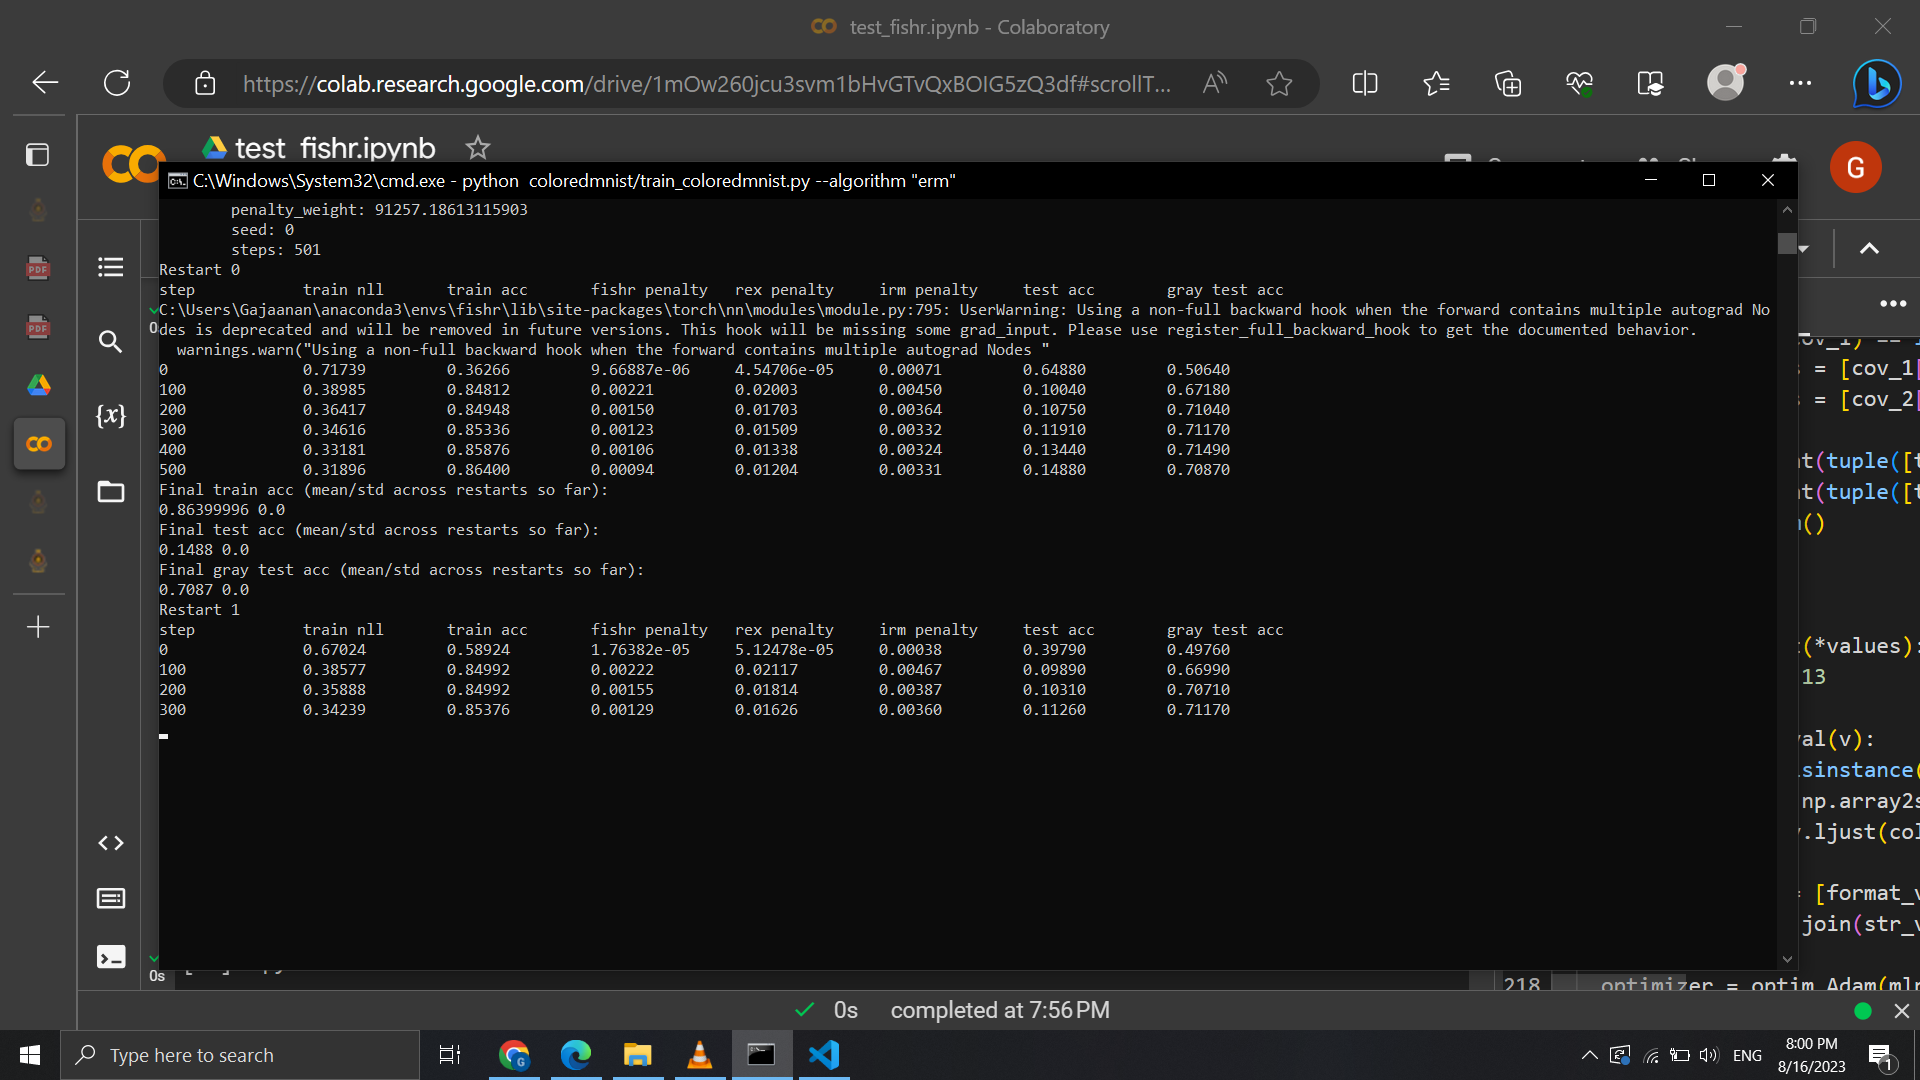 test_fishr.ipynb - Colaboratory
https://colab.research.google.com/drive/1mOw260jcu3svm1bHvGTvQxBOIG5zQ3df#scrollT...
test_fishr.ipynb
G
C:\Windows\System32\cmd.exe - python  coloredmnist/train_coloredmnist.py --algorithm "erm"
penalty_weight: 91257.18613115903
seed: 0
steps: 501
Restart 0
step train nll train acc fishr penalty rex penalty irm penalty test acc gray test acc
C:\Users\Gajaanan\anaconda3\envs\fishr\lib\site-packages\torch\nn\modules\module.py:795: UserWarning: Using a non-full backward hook when the forward contains multiple autograd No
des is deprecated and will be removed in future versions. This hook will be missing some grad_input. Please use register_full_backward_hook to get the documented behavior.
warnings.warn("Using a non-full backward hook when the forward contains multiple autograd Nodes "
0 0.71739 0.36266 9.66887e-06 4.54706e-05 0.00071 0.64880 0.50640
100 0.38985 0.84812 0.00221 0.02003 0.00450 0.10040 0.67180
200 0.36417 0.84948 0.00150 0.01703 0.00364 0.10750 0.71040
300 0.34616 0.85336 0.00123 0.01509 0.00332 0.11910 0.71170
400 0.33181 0.85876 0.00106 0.01338 0.00324 0.13440 0.71490
500 0.31896 0.86400 0.00094 0.01204 0.00331 0.14880 0.70870
Final train acc (mean/std across restarts so far):
0.86399996 0.0
Final test acc (mean/std across restarts so far):
0.1488 0.0
Final gray test acc (mean/std across restarts so far):
0.7087 0.0
Restart 1
step train nll train acc fishr penalty rex penalty irm penalty test acc gray test acc
0 0.67024 0.58924 1.76382e-05 5.12478e-05 0.00038 0.39790 0.49760
100 0.38577 0.84992 0.00222 0.02117 0.00467 0.09890 0.66990
200 0.35888 0.84992 0.00155 0.01814 0.00387 0.10310 0.70710
300 0.34239 0.85376 0.00129 0.01626 0.00360 0.11260 0.71170
= [cov_1[
= [cov_2[
t(tuple([t
t(tuple([t
()
(*values):
13
val(v):
sinstance(
np.array2s
.ljust(col
= [format_v
join(str_v
218 optimizer = optim.Adam(mlp
0s
0s completed at 7:56 PM
Type here to search
ENG
8:00 PM
8/16/2023
1